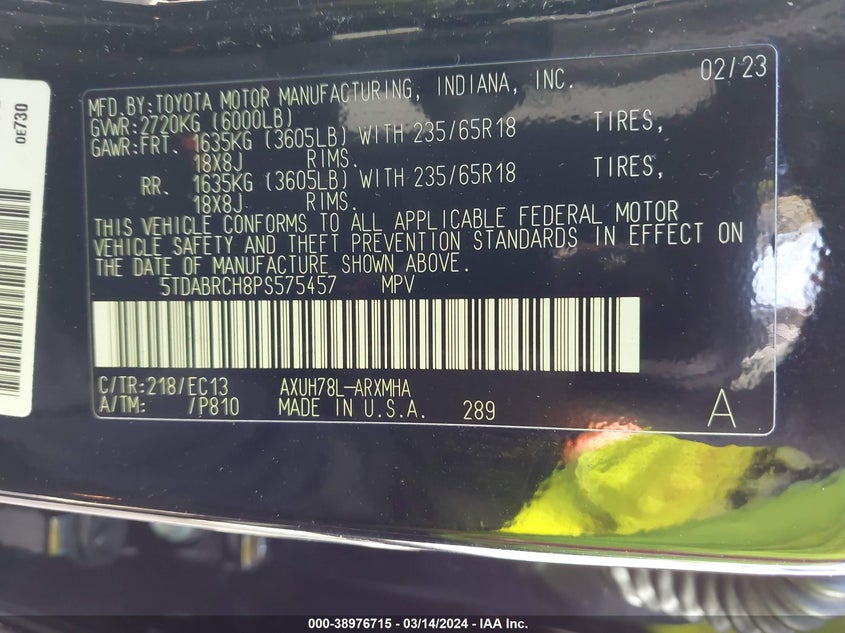 0E730
MFD.BY:TOYOTA MOTOR MANUFACTURING, INDIANA, INC. 02/23
GVWR:2720KG (6000LB)
GAWR:FRT. 1635KG (3605LB) WITH 235/65R18 TIRES,
18X8J RIMS.
RR. 1635KG (3605LB) WITH 235/65R18 TIRES,
18X8J RIMS.
THIS VEHICLE CONFORMS TO ALL APPLICABLE FEDERAL MOTOR
VEHICLE SAFETY AND THEFT PREVENTION STANDARDS IN EFFECT ON
THE DATE OF MANUFACTURE SHOWN ABOVE.
5TDABRCH8PS575457 MPV
C/TR:218/EC13 AXUH78L-ARXMHA
A/TM: /P810 MADE IN U.S.A. 289 A
000-38976715 - 03/14/2024 - IAA Inc.